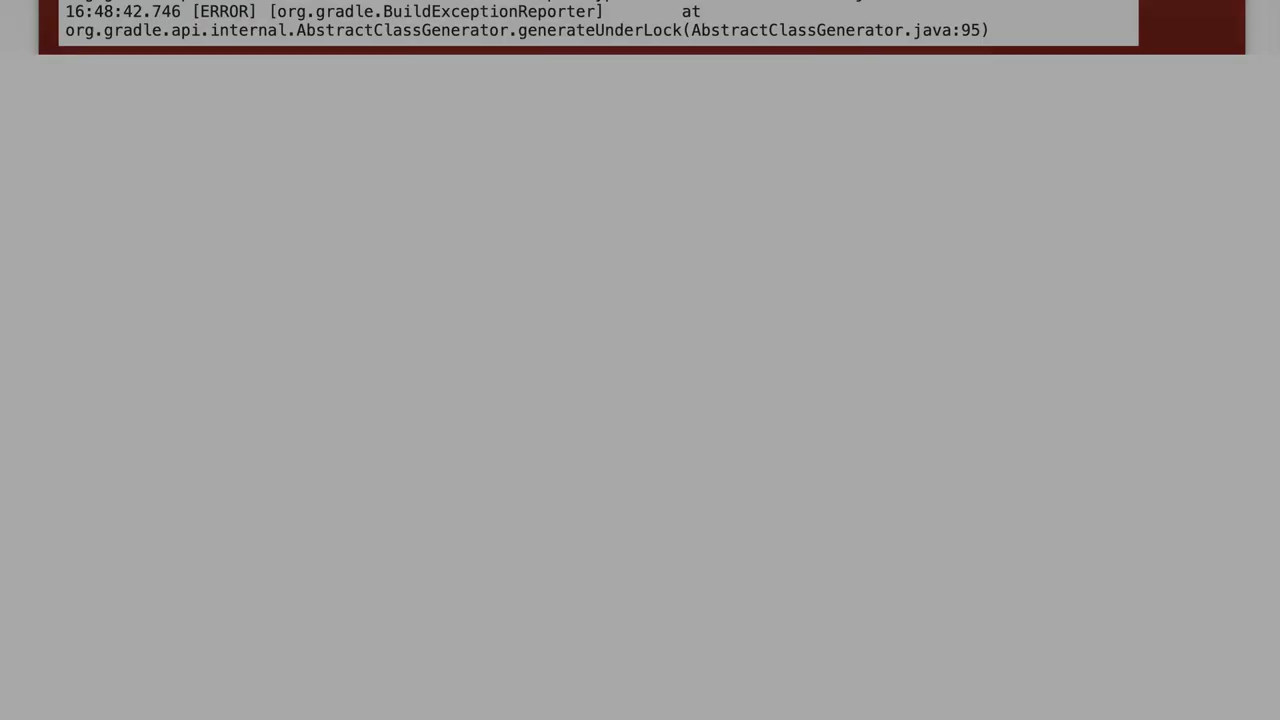 16:48:42.746 [ERROR] [org.gradle.BuildExceptionReporter] at
org.gradle.api.internal.AbstractClassGenerator.generateUnderLock(AbstractClassGenerator.java:95)